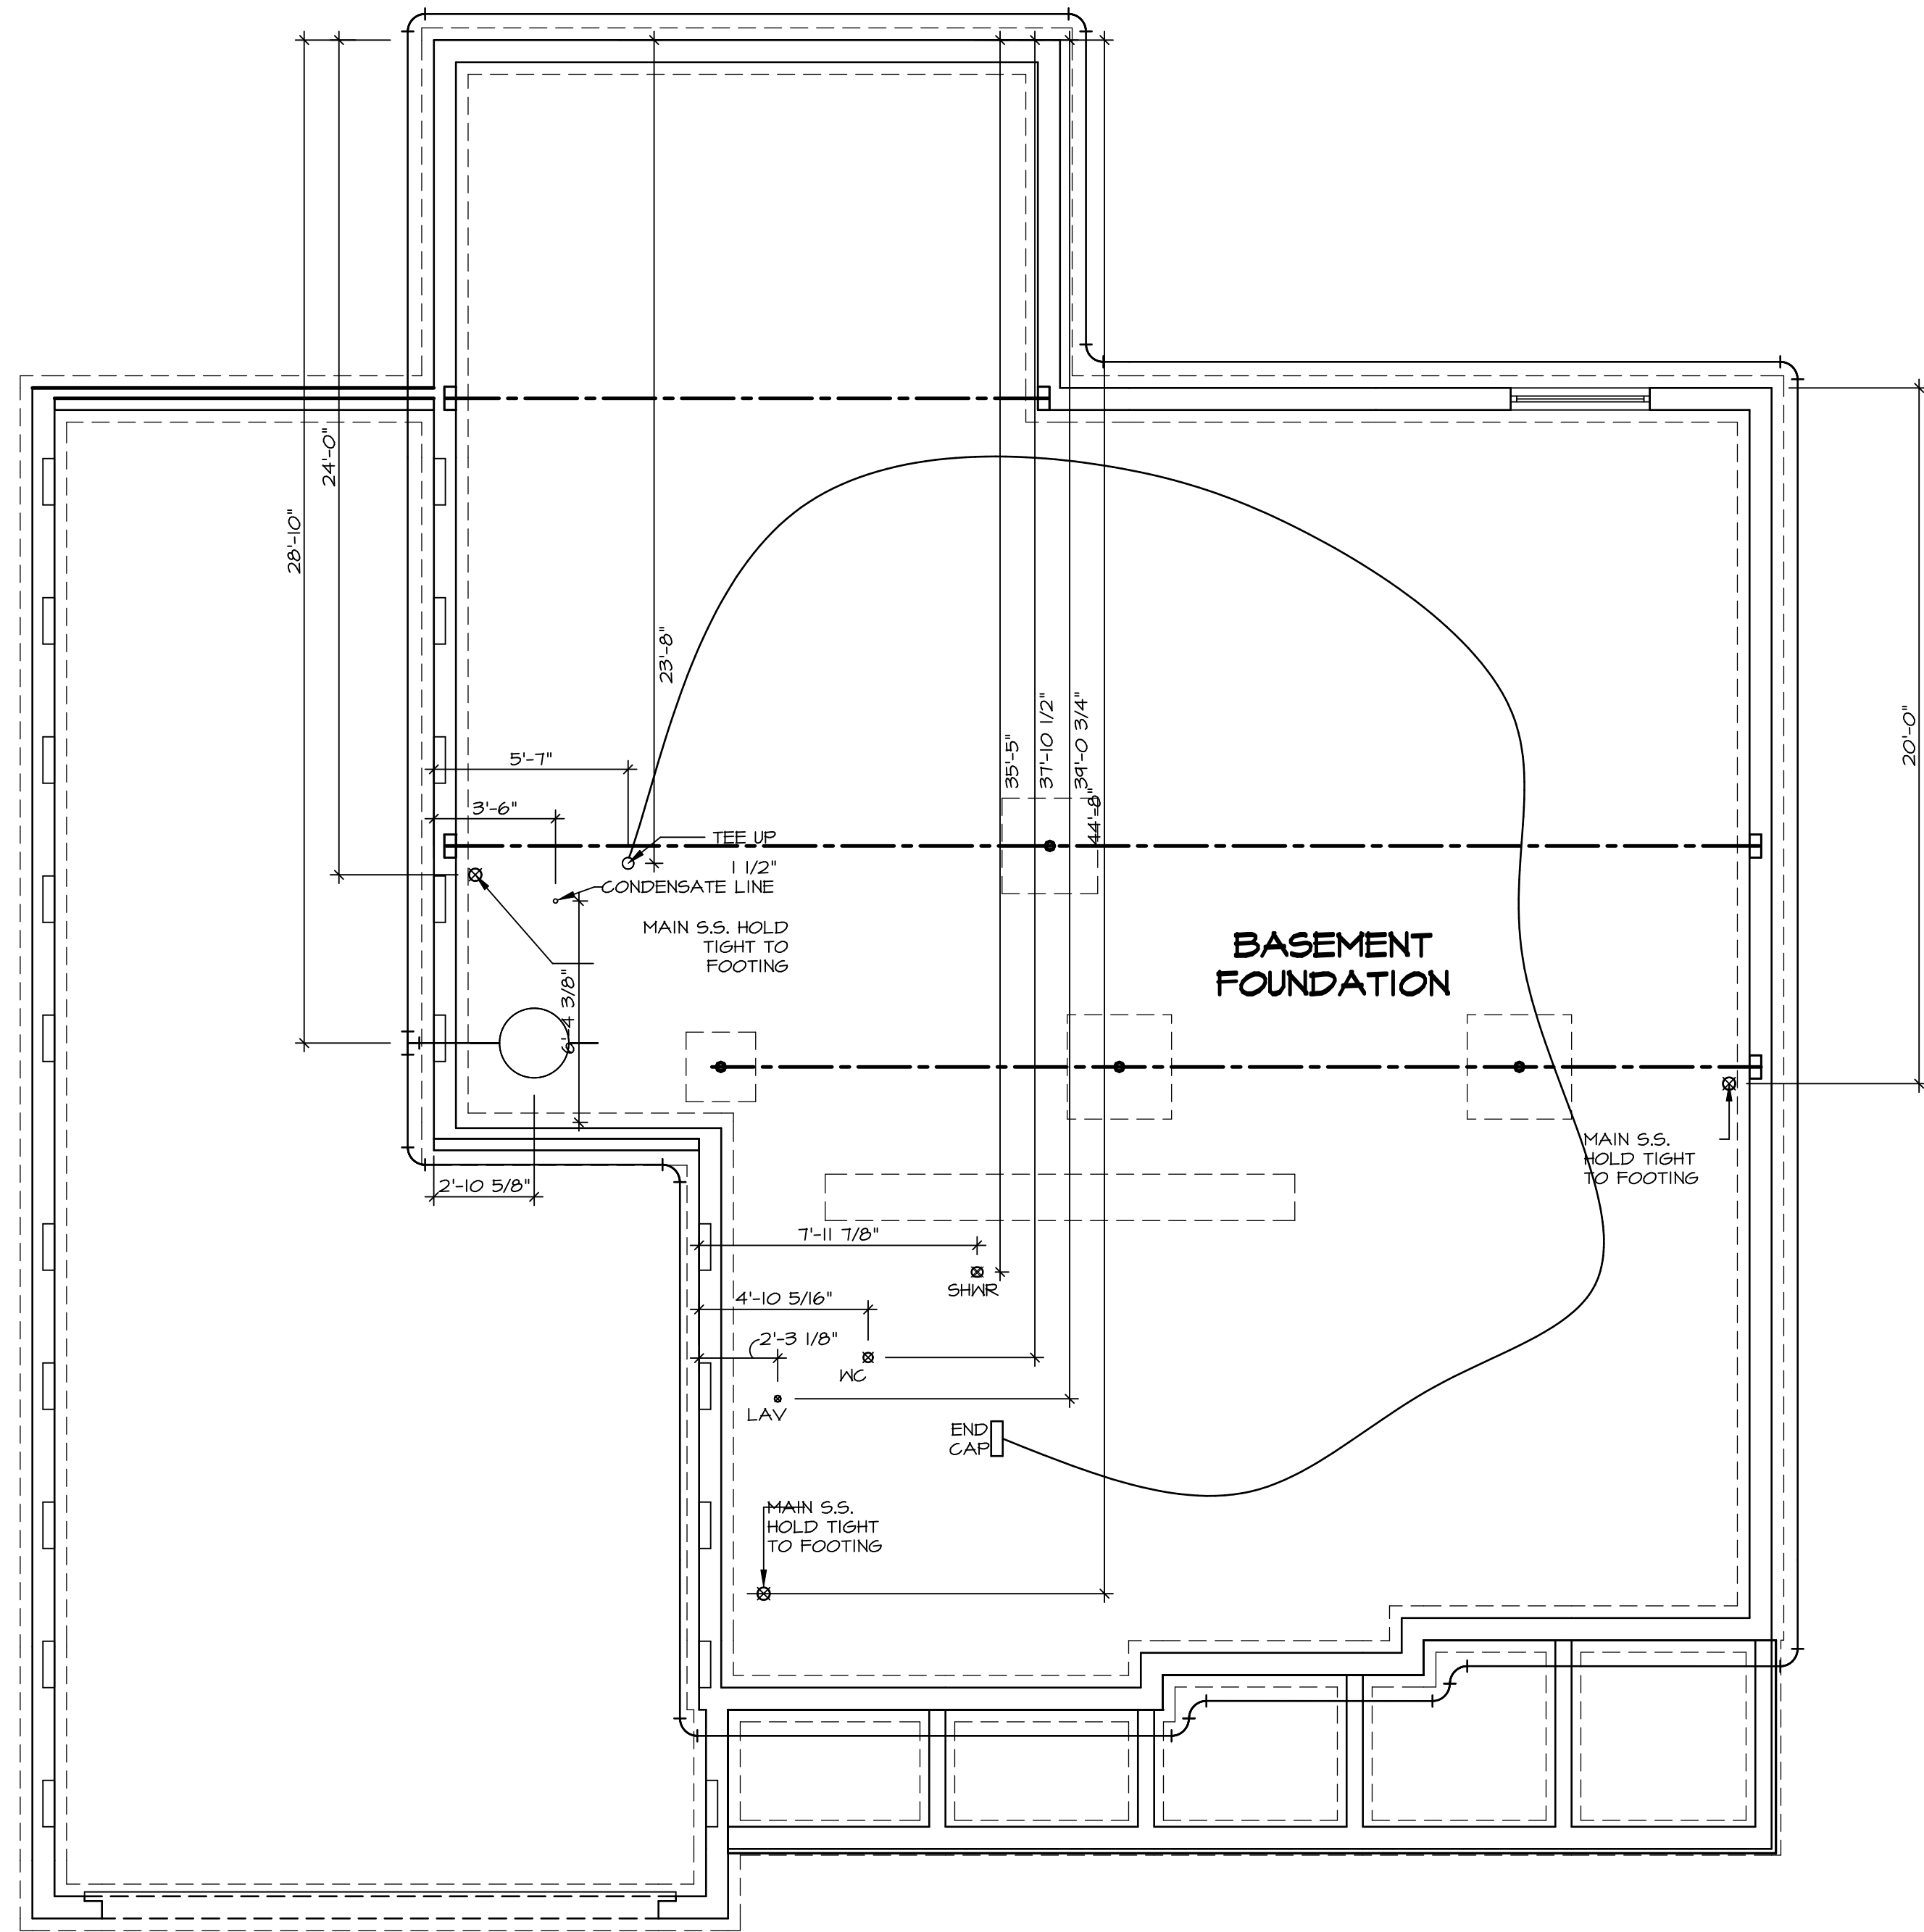 24'-0"
28'-10"
23'-8"
5'-7"
3'-6"
35'-5"
37'-10 1/2"
39'-0 3/4"
44'-8"
20'-0"
TEE UP
1 1/2"
CONDENSATE LINE
MAIN S.S. HOLD
TIGHT TO
FOOTING
BASEMENT
FOUNDATION
6'-4 3/8"
MAIN S.S.
HOLD TIGHT
TO FOOTING
2'-10 5/8"
7'-11 7/8"
SHWR
4'-10 5/16"
2'-3 1/8"
WC
LAV
END
CAP
MAIN S.S.
HOLD TIGHT
TO FOOTING